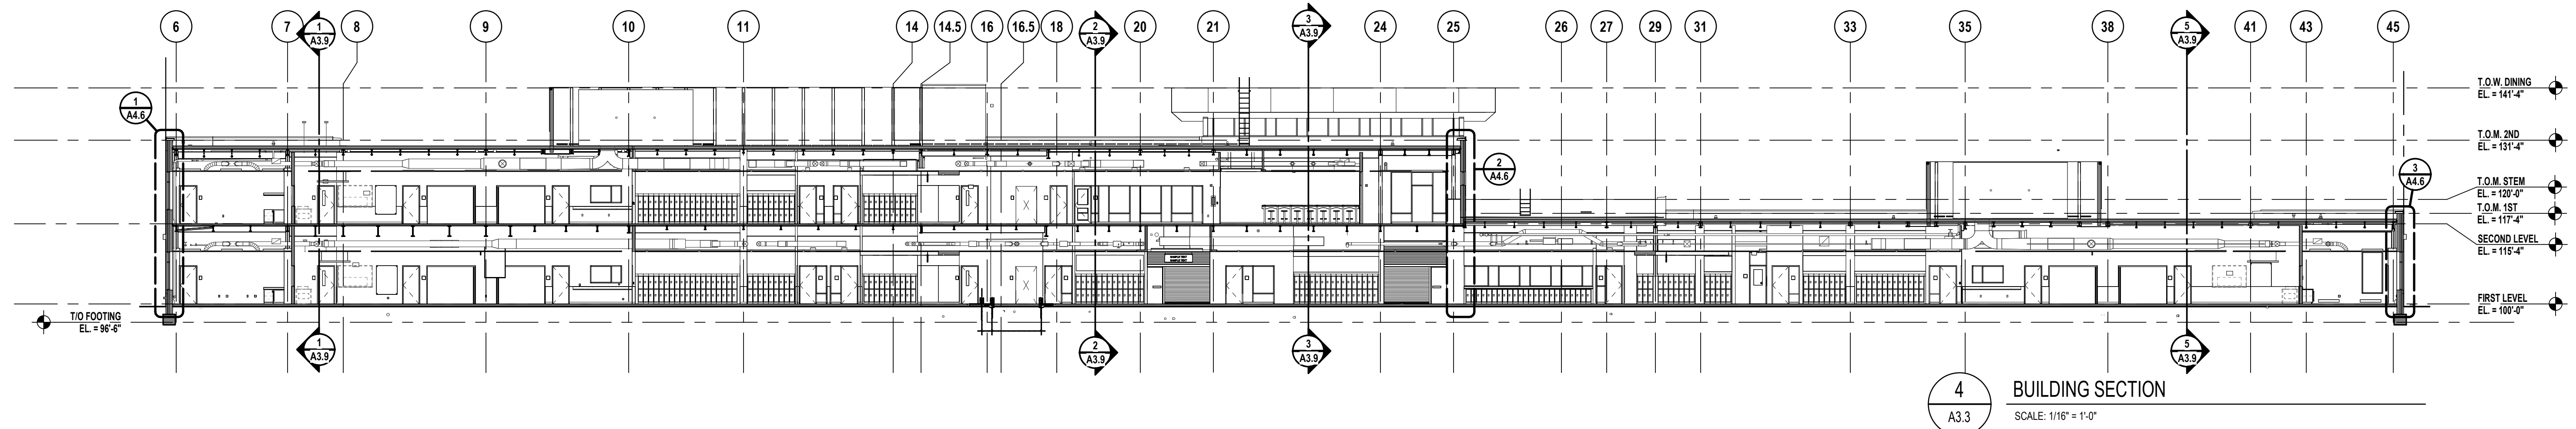 6
7
1
A3.9
8
9
10
11
14
14.5
16
16.5
18
2
A3.9
20
21
3
A3.9
24
25
26
27
29
31
33
35
38
5
A3.9
41
43
45
T.O.W. DINING
EL. = 141'-4"
1
A4.6
T.O.M. 2ND
EL. = 131'-4"
2
A4.6
3
A4.6
T.O.M. STEM
EL. = 120'-0"
T.O.M. 1ST
EL. = 117'-4"
SECOND LEVEL
EL. = 115'-4"
SAMPLE TEXT
SAMPLE TEXT
FIRST LEVEL
EL. = 100'-0"
T/O FOOTING
EL. = 96'-6"
1
A3.9
2
A3.9
3
A3.9
5
A3.9
4
A3.3
BUILDING SECTION
SCALE: 1/16" = 1'-0"